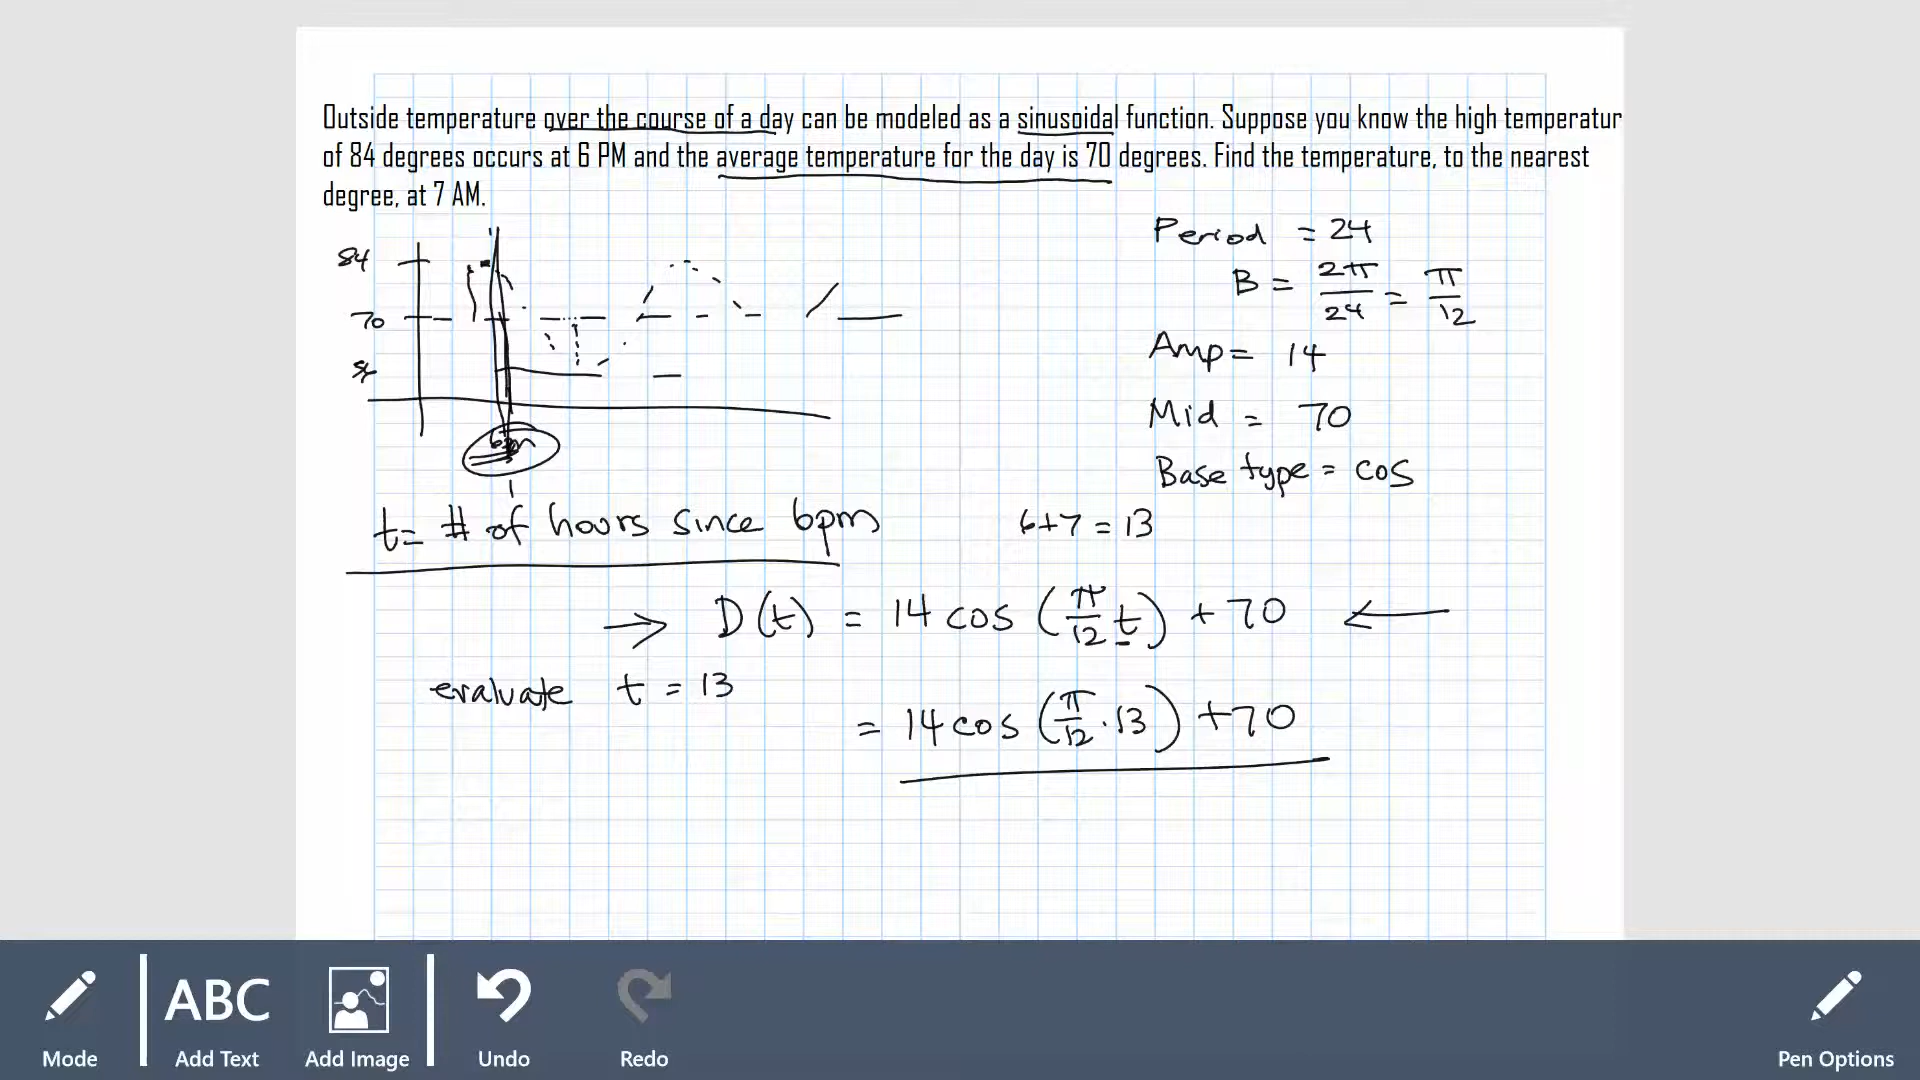 Outside temperature over the course of a day can be modeled as a sinusoidal function. Suppose you know the high temperatur
of 84 degrees occurs at 6 PM and the average temperature for the day is 70 degrees. Find the temperature, to the nearest
degree, at 7 AM.
Period = 24
84
B = 2π/24 = π/12
70
Amp = 14
Mid = 70
6pm
Base type = cos
t = # of hours since 6pm
6+7 = 13
→ D(t) = 14 cos (π/12 t) + 70 ←
evaluate t = 13
= 14 cos (π/12 · 13) + 70
Mode
ABC
Add Text
Add Image
Undo
Redo
Pen Options